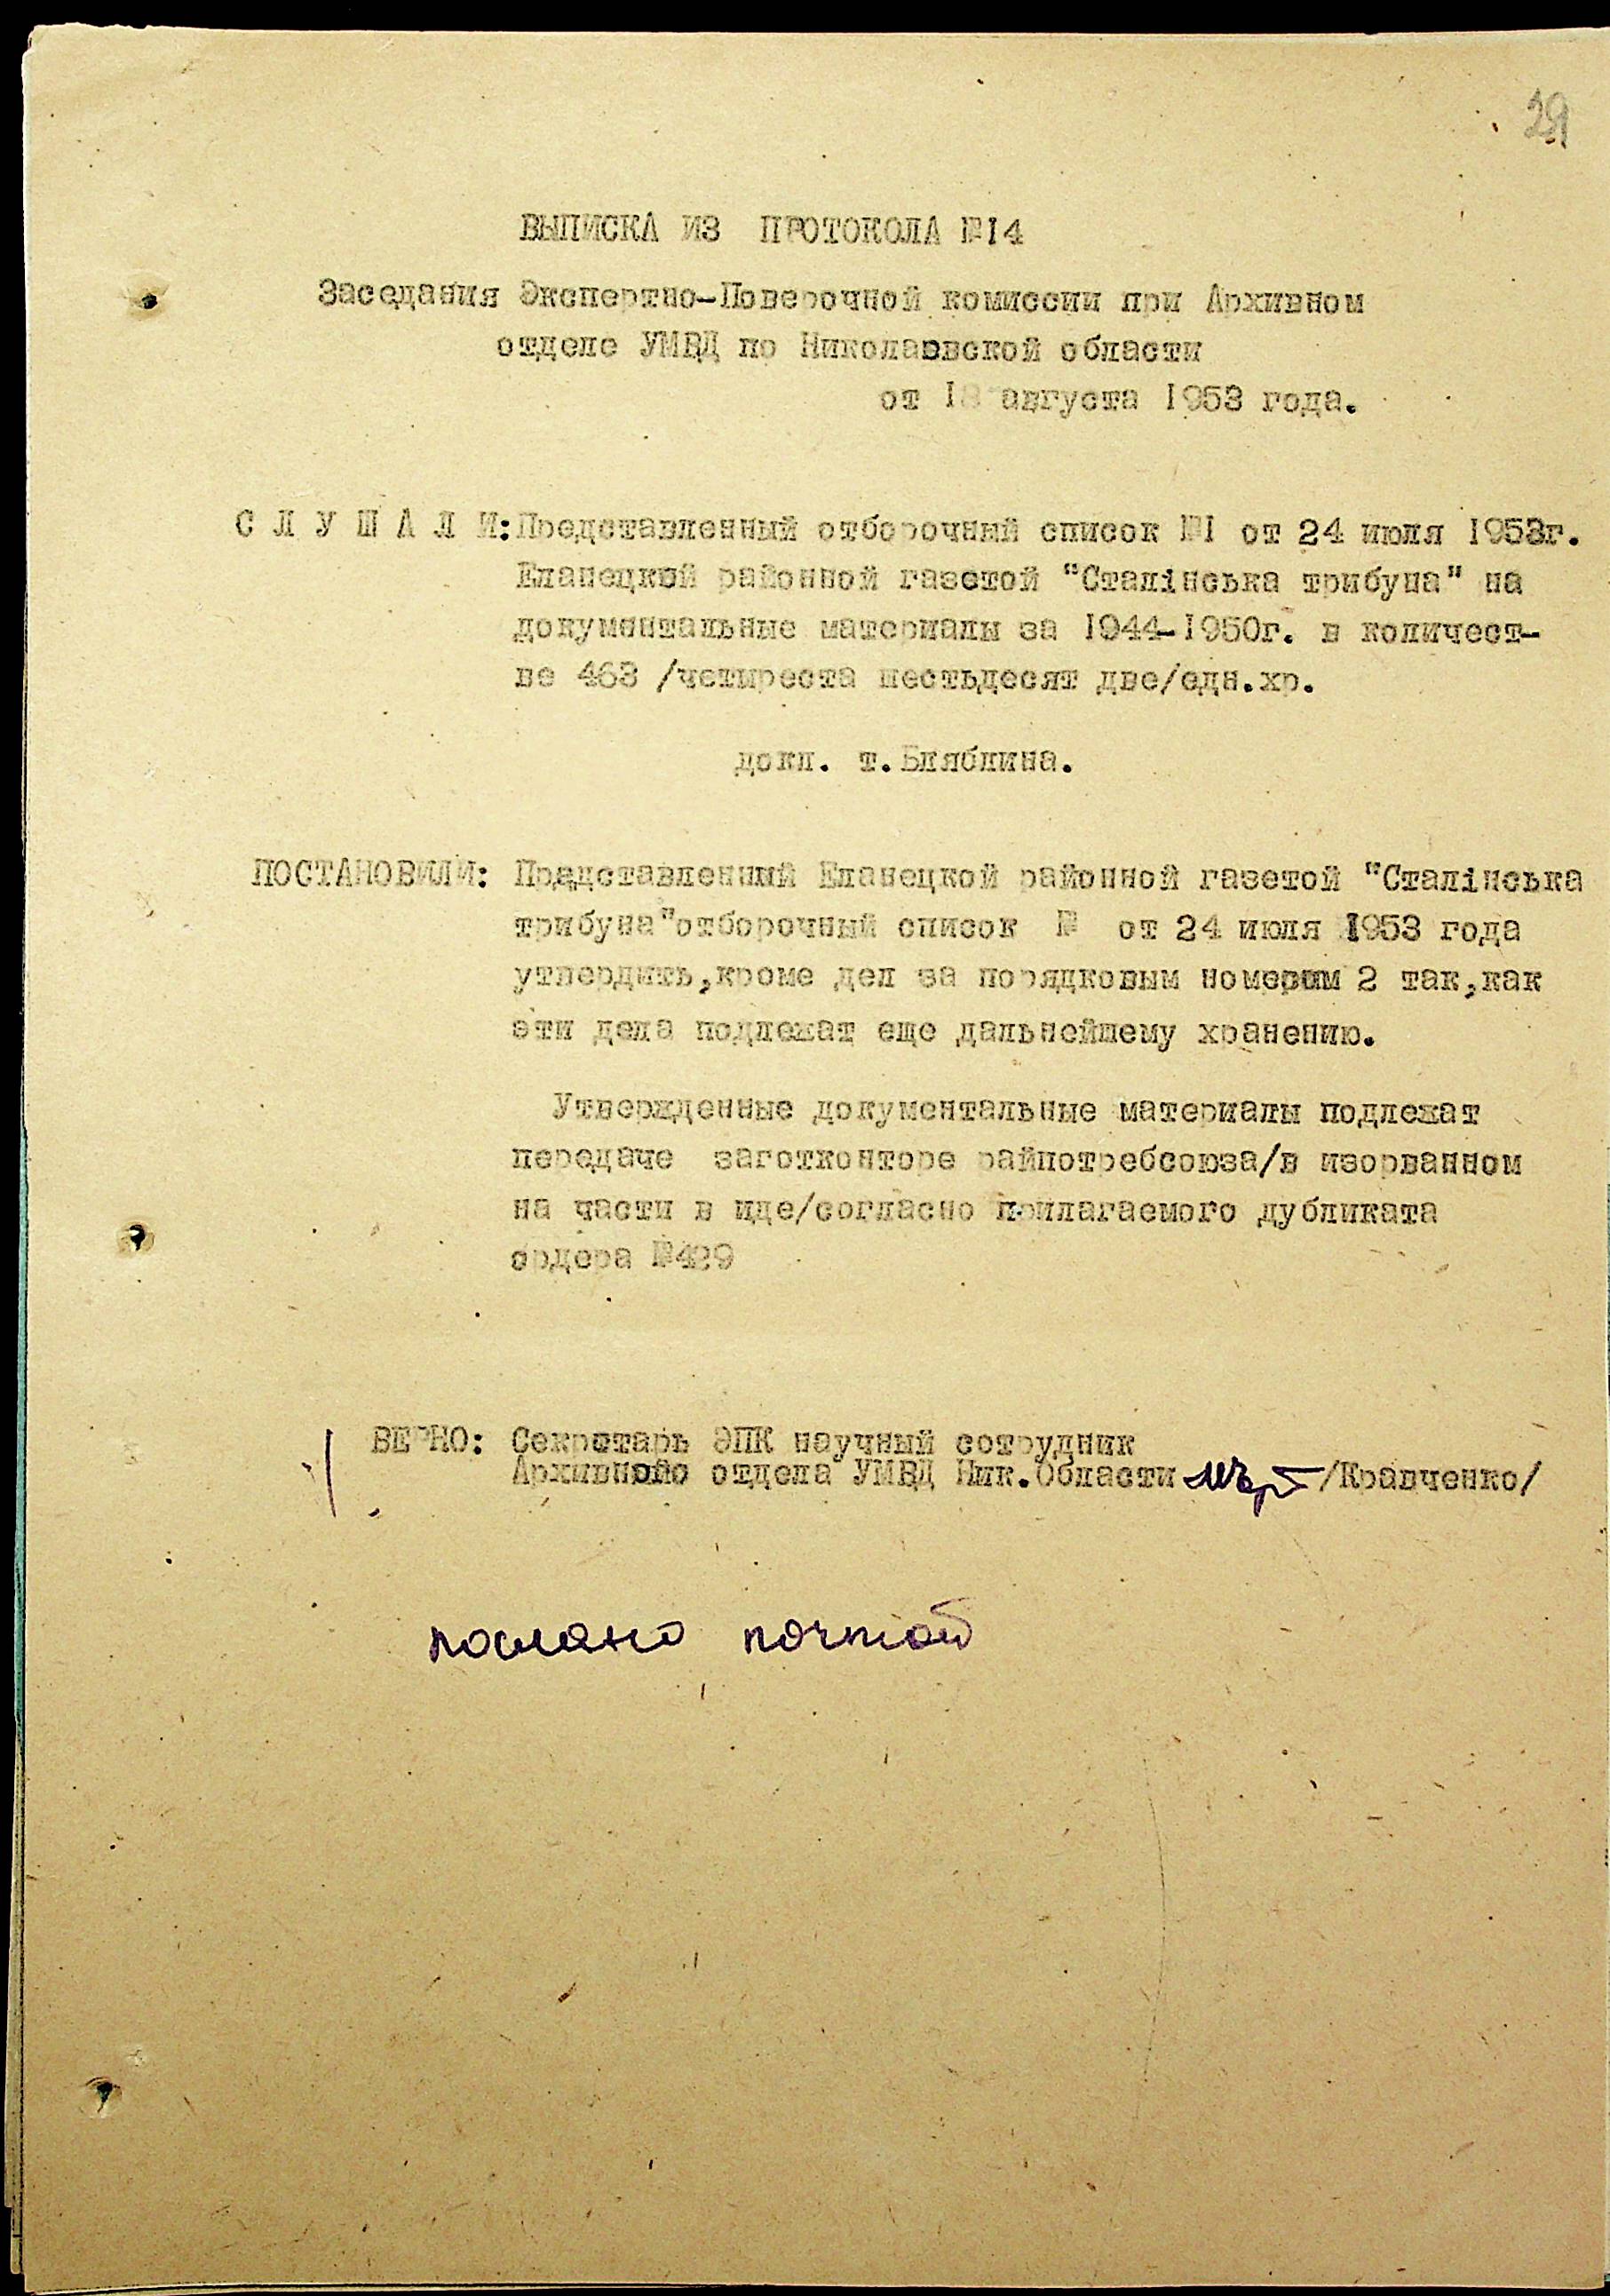 29
ВЫПИСКА ИЗ ПРОТОКОЛА №14
Заседания Экспертно-Поверочной комиссии при Архивном
отделе УМВД по Николаевской области
от 18 августа 1953 года.
С Л У Ш А Л И: Представленный отборочный список №1 от 24 июля 1953г.
Еланецкой районной газетой "Сталінська трибуна" на
документальные материалы за 1944-1950г. в количест-
ве 463 /четыреста шестьдесят две/едн.хр.
докл. т.Бляблина.
ПОСТАНОВИЛИ: Представленний Еланецкой районной газетой "Сталінська
трибуна"отборочный список № от 24 июля 1953 года
утвердить,кроме дел за порядковым номером 2 так,как
эти дела подлежат еще дальнейшему хранению.
Утвержденные документальные материалы подлежат
передаче заготконторе райпотребсоюза/в изорванном
на части в иде/согласно прилагаемого дубликата
ордера №429
ВЕРНО: Секретарь ЭПК научный сотрудник
Архивного отдела УМВД Ник.Области /Кравченко/
послано почтой